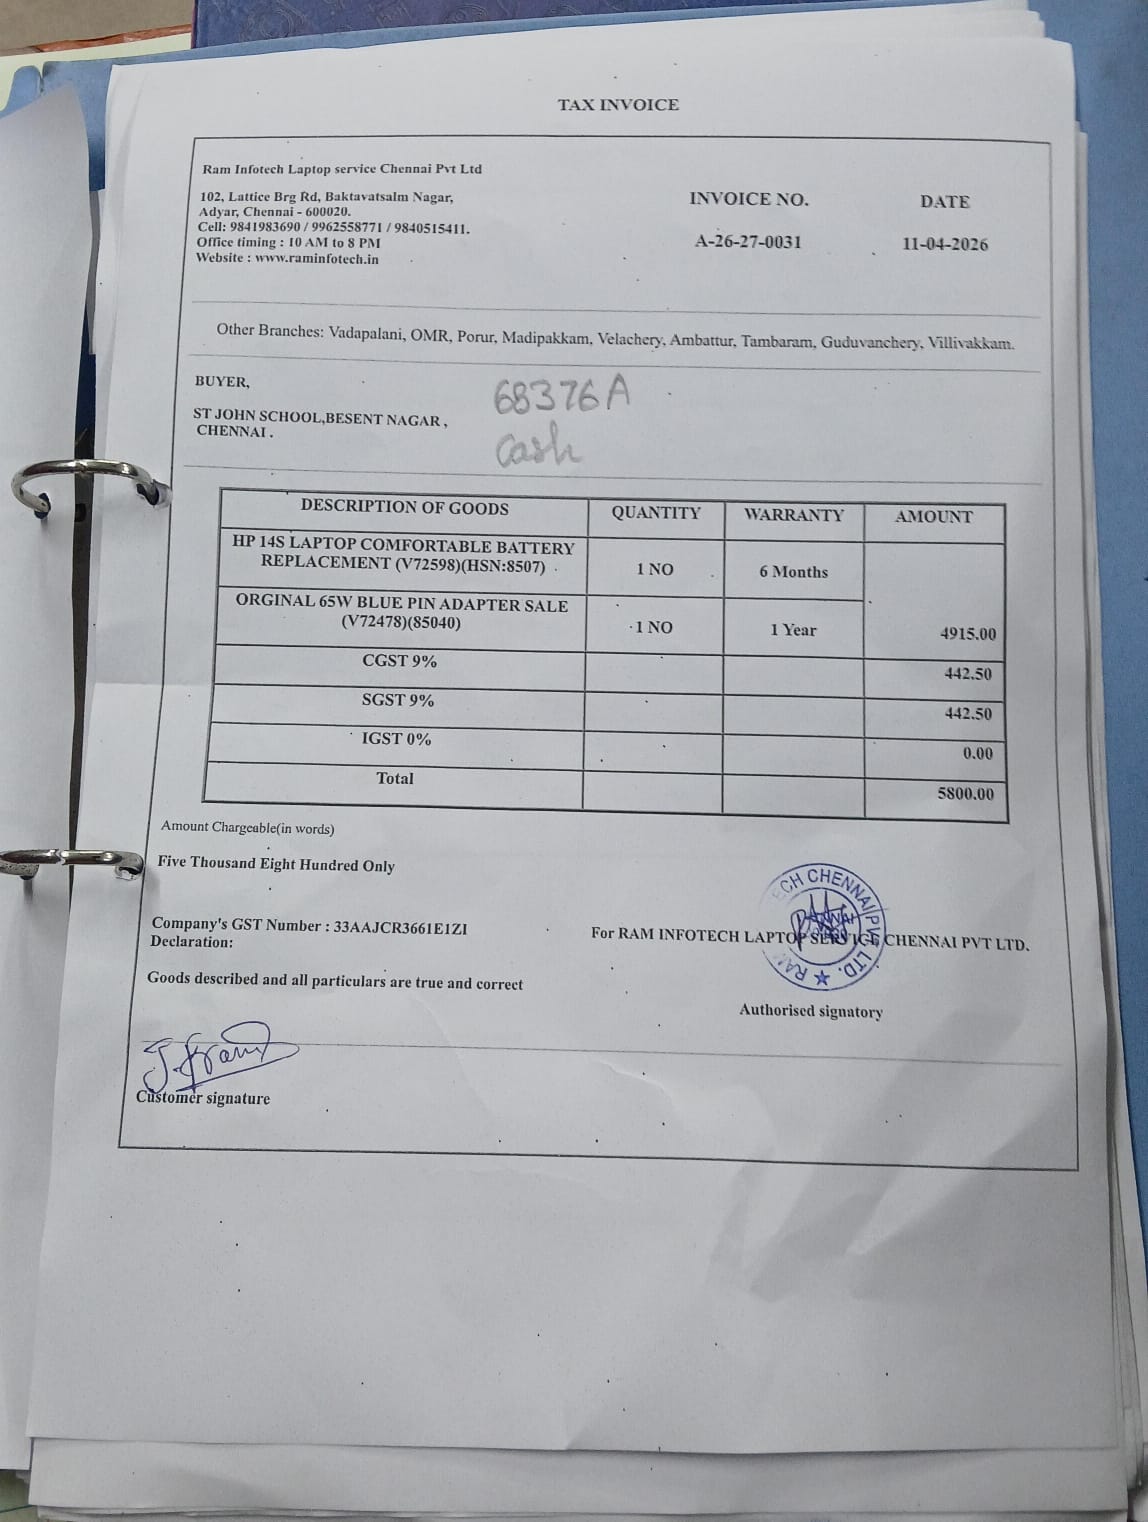 TAX INVOICE
Ram Infotech Laptop service Chennai Pvt Ltd
102, Lattice Brg Rd, Baktavatsalm Nagar,
Adyar, Chennai - 600020.
Cell: 9841983690 / 9962558771 / 9840515411.
Office timing : 10 AM to 8 PM
Website : www.raminfotech.in
INVOICE NO. DATE
A-26-27-0031 11-04-2026
Other Branches: Vadapalani, OMR, Porur, Madipakkam, Velachery, Ambattur, Tambaram, Guduvanchery, Villivakkam.
BUYER,
ST JOHN SCHOOL,BESENT NAGAR ,
CHENNAI .
68376A
Cash
DESCRIPTION OF GOODS QUANTITY WARRANTY AMOUNT
HP 14S LAPTOP COMFORTABLE BATTERY
REPLACEMENT (V72598)(HSN:8507) 1 NO 6 Months
ORGINAL 65W BLUE PIN ADAPTER SALE
(V72478)(85040) 1 NO 1 Year 4915.00
CGST 9% 442.50
SGST 9% 442.50
IGST 0% 0.00
Total 5800.00
Amount Chargeable(in words)
Five Thousand Eight Hundred Only
Company's GST Number : 33AAJCR3661E1ZI
Declaration:
For RAM INFOTECH LAPTOP SERVICE CHENNAI PVT LTD.
Goods described and all particulars are true and correct
Authorised signatory
Customer signature
CHENNAI PVT LTD.